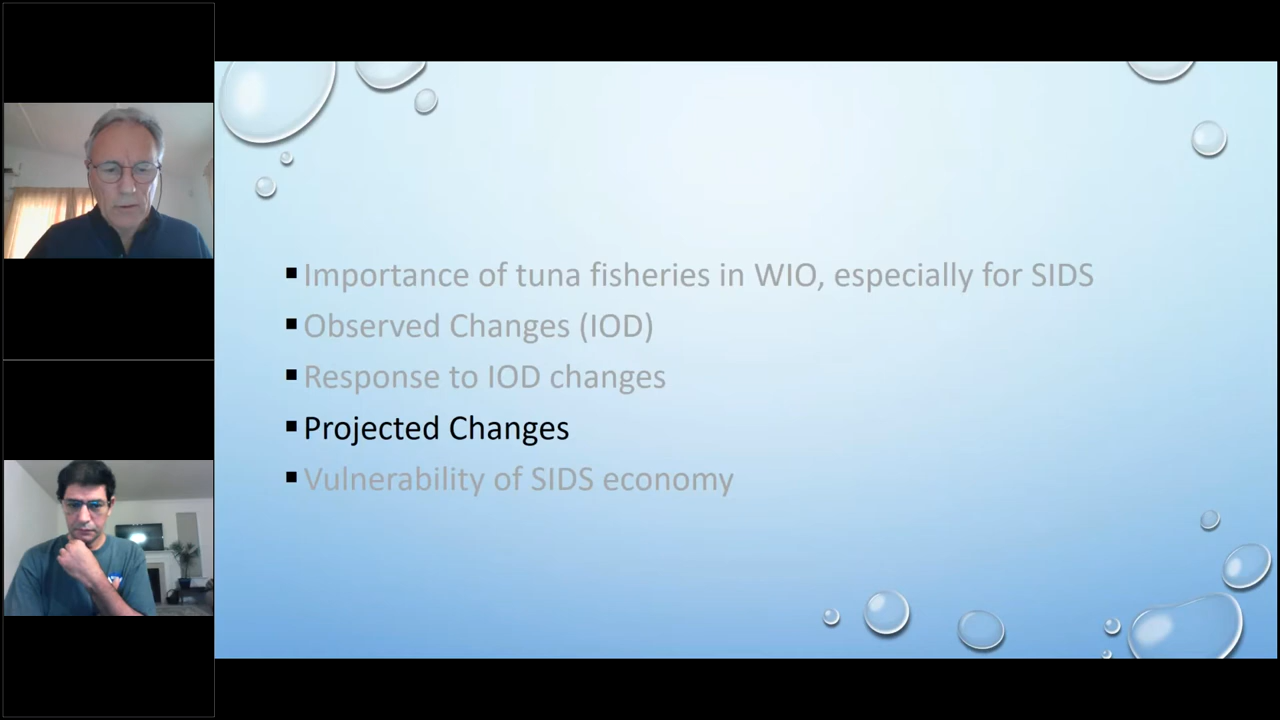 Importance of tuna fisheries in WIO, especially for SIDS
Observed Changes (IOD)
Response to IOD changes
Projected Changes
Vulnerability of SIDS economy